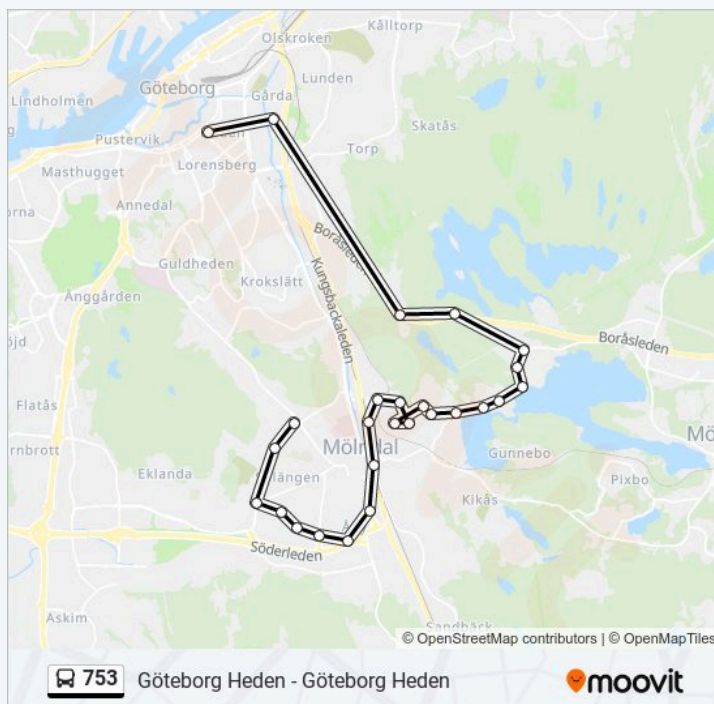 Olskroken
Kålltorp
Lunden
Göteborg
Gårda
Lindholmen
Skatås
Pustervik
Torp
Masthugget
Lorensberg
Annedal
Boråsleden
Guldheden
Kungsbackaleden
Krokslätt
Änggården
Boråsleden
Flatås
Mölndal
Gunnebo
Eklanda
Pixbo
Kikås
Söderleden
Askim
Sandbäck
© OpenStreetMap contributors | © OpenMapTiles
753 Göteborg Heden - Göteborg Heden
moovit